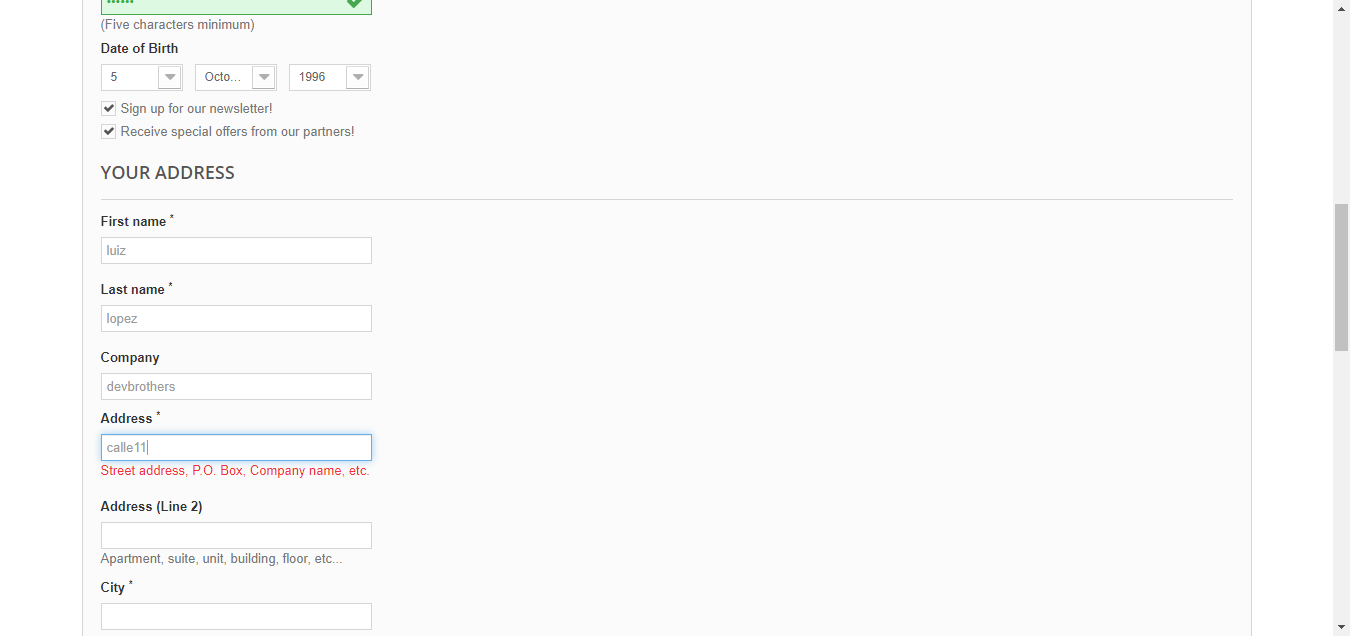 ••••••
(Five characters minimum)
Date of Birth
5 Octo... 1996
Sign up for our newsletter!
Receive special offers from our partners!
YOUR ADDRESS
First name *
luiz
Last name *
lopez
Company
devbrothers
Address *
calle11
Street address, P.O. Box, Company name, etc.
Address (Line 2)
Apartment, suite, unit, building, floor, etc...
City *